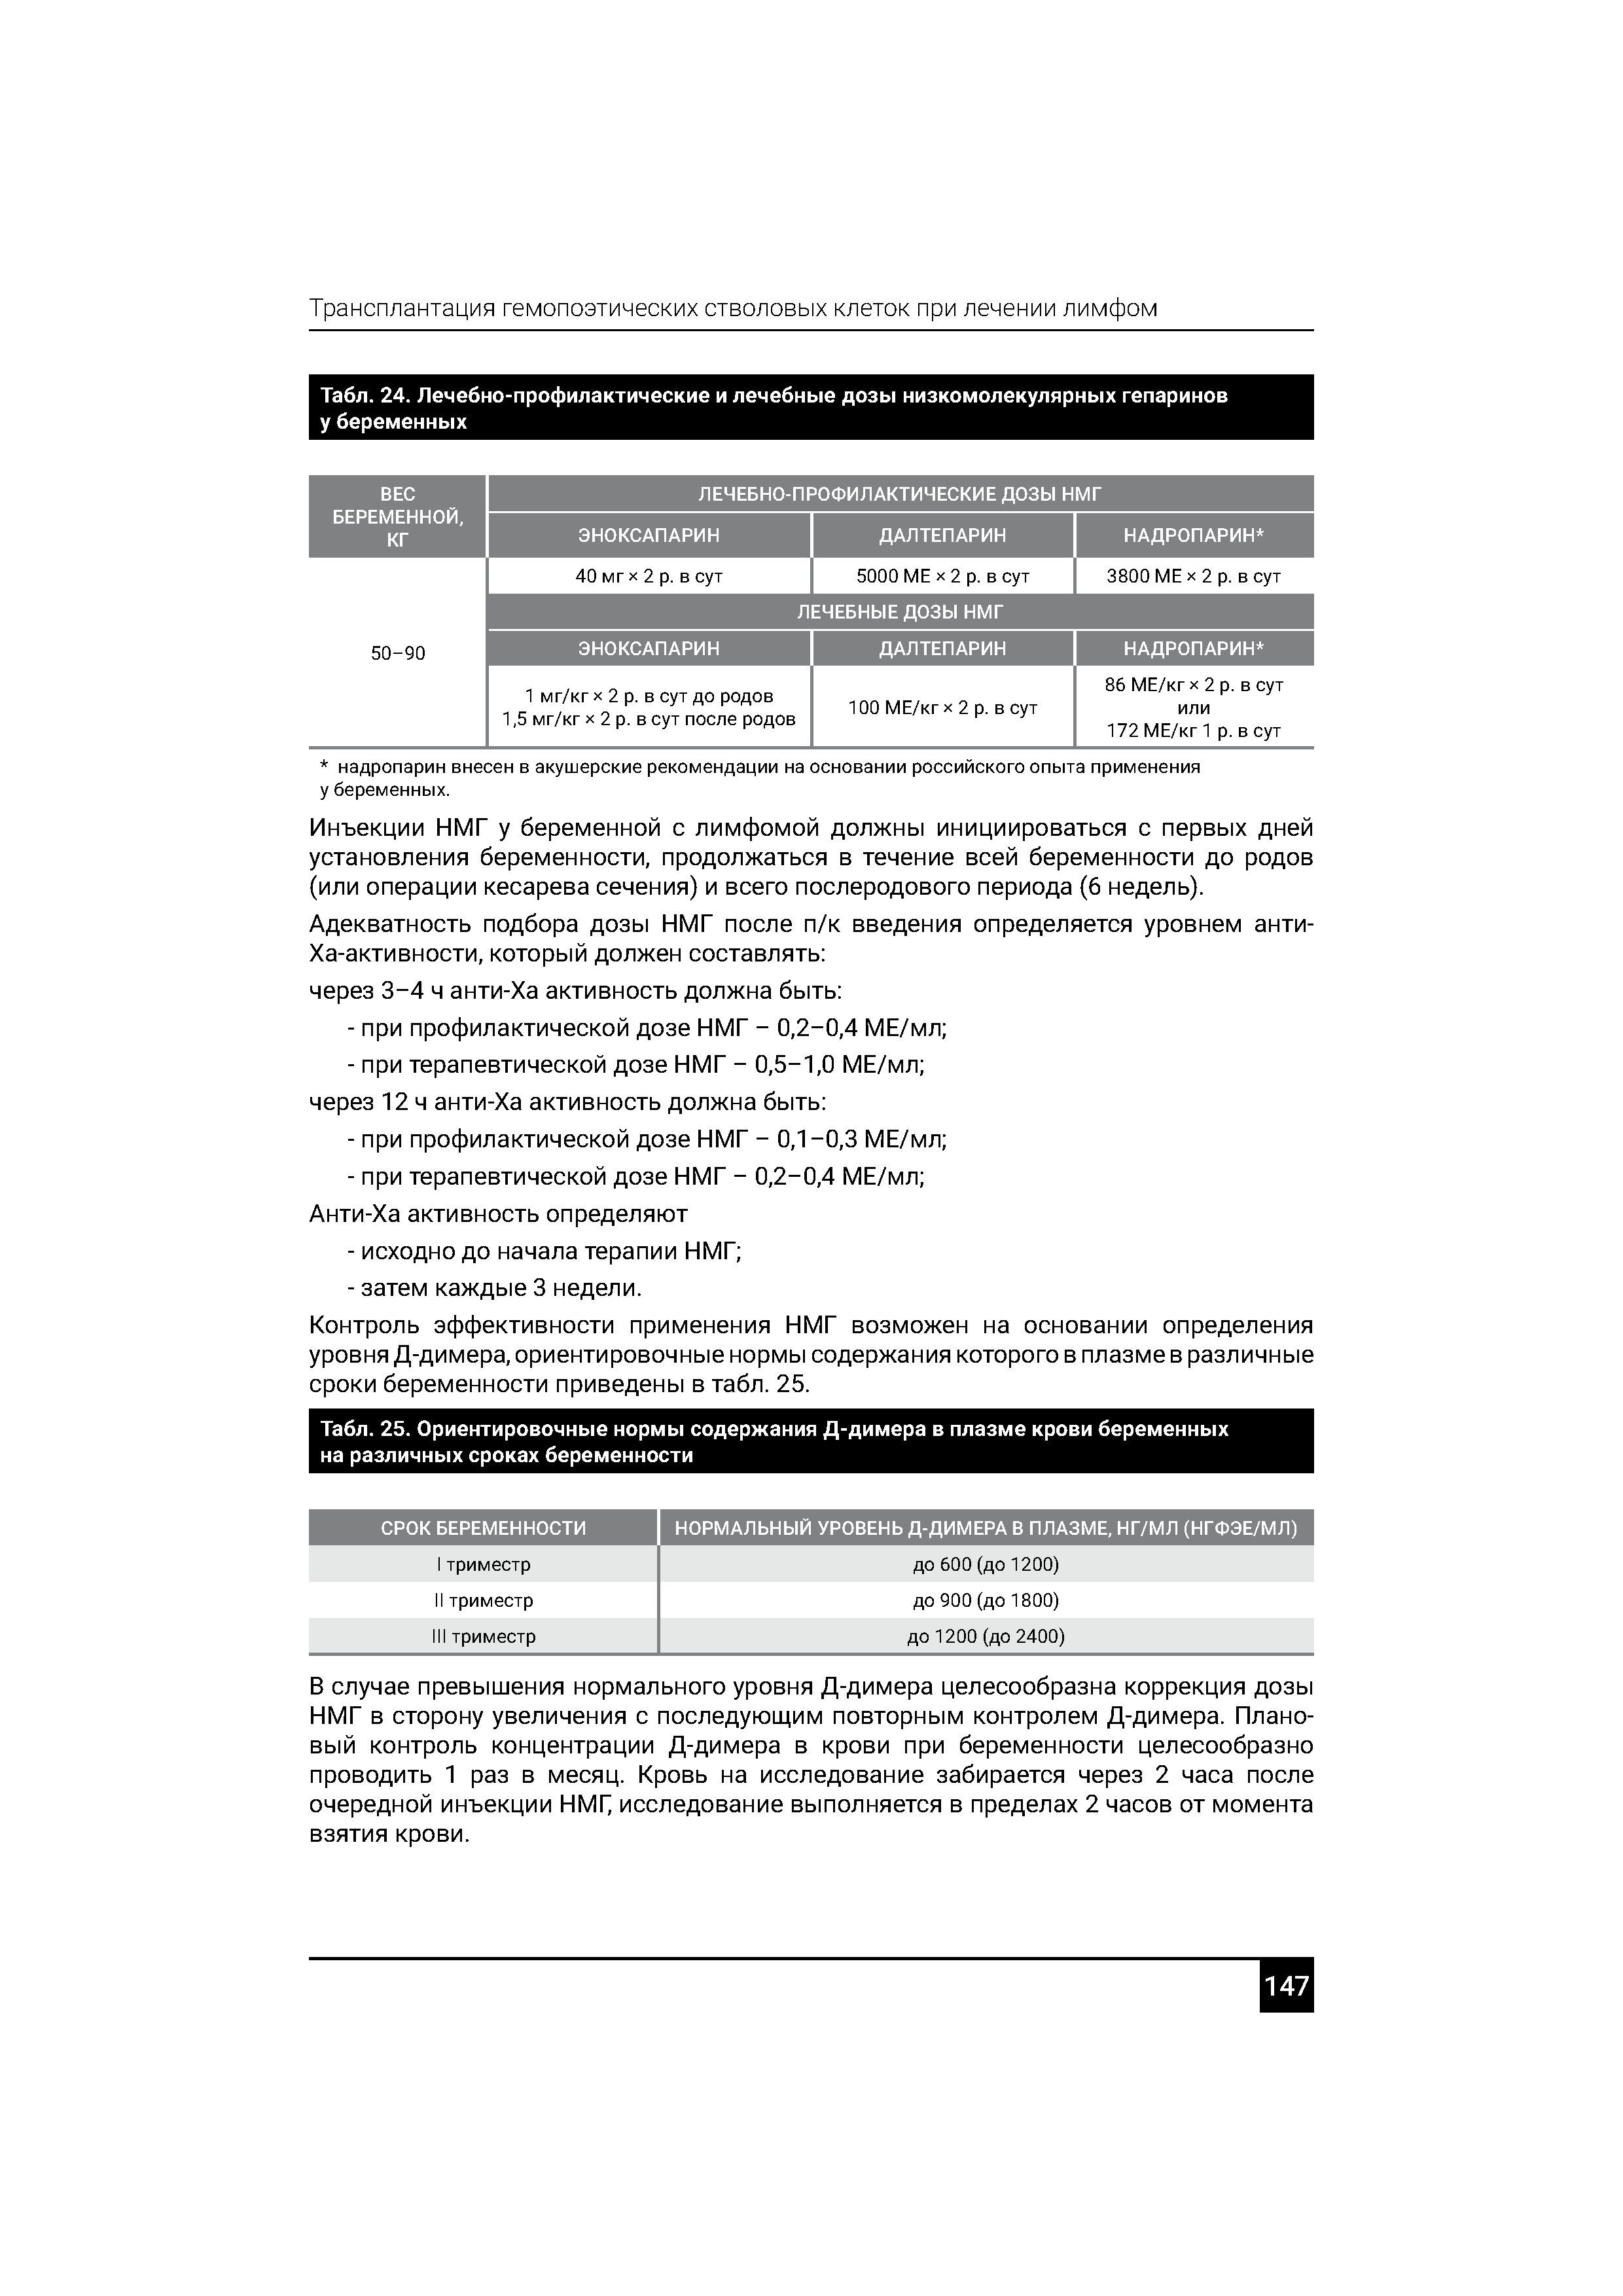 Трансплантация гемопоэтических стволовых клеток при лечении лимфом
Табл. 24. Лечебно-профилактические и лечебные дозы низкомолекулярных гепаринов
у беременных
ВЕС
БЕРЕМЕННОЙ,
КГ
ЛЕЧЕБНО-ПРОФИЛАКТИЧЕСКИЕ ДОЗЫ НМГ
ЭНОКСАПАРИН ДАЛТЕПАРИН НАДРОПАРИН*
50–90
40 мг × 2 р. в сут 5000 МЕ × 2 р. в сут 3800 МЕ × 2 р. в сут
ЛЕЧЕБНЫЕ ДОЗЫ НМГ
ЭНОКСАПАРИН ДАЛТЕПАРИН НАДРОПАРИН*
1 мг/кг × 2 р. в сут до родов
1,5 мг/кг × 2 р. в сут после родов
100 МЕ/кг × 2 р. в сут
86 МЕ/кг × 2 р. в сут
или
172 МЕ/кг 1 р. в сут
* надропарин внесен в акушерские рекомендации на основании российского опыта применения
у беременных.
Инъекции НМГ у беременной с лимфомой должны инициироваться с первых дней
установления беременности, продолжаться в течение всей беременности до родов
(или операции кесарева сечения) и всего послеродового периода (6 недель).
Адекватность подбора дозы НМГ после п/к введения определяется уровнем анти-
Ха-активности, который должен составлять:
через 3–4 ч анти-Ха активность должна быть:
- при профилактической дозе НМГ – 0,2–0,4 МЕ/мл;
- при терапевтической дозе НМГ – 0,5–1,0 МЕ/мл;
через 12 ч анти-Ха активность должна быть:
- при профилактической дозе НМГ – 0,1–0,3 МЕ/мл;
- при терапевтической дозе НМГ – 0,2–0,4 МЕ/мл;
Анти-Ха активность определяют
- исходно до начала терапии НМГ;
- затем каждые 3 недели.
Контроль эффективности применения НМГ возможен на основании определения
уровня Д-димера, ориентировочные нормы содержания которого в плазме в различные
сроки беременности приведены в табл. 25.
Табл. 25. Ориентировочные нормы содержания Д-димера в плазме крови беременных
на различных сроках беременности
СРОК БЕРЕМЕННОСТИ НОРМАЛЬНЫЙ УРОВЕНЬ Д-ДИМЕРА В ПЛАЗМЕ, НГ/МЛ (НГФЭЕ/МЛ)
I триместр до 600 (до 1200)
II триместр до 900 (до 1800)
III триместр до 1200 (до 2400)
В случае превышения нормального уровня Д-димера целесообразна коррекция дозы
НМГ в сторону увеличения с последующим повторным контролем Д-димера. Плано-
вый контроль концентрации Д-димера в крови при беременности целесообразно
проводить 1 раз в месяц. Кровь на исследование забирается через 2 часа после
очередной инъекции НМГ, исследование выполняется в пределах 2 часов от момента
взятия крови.
147